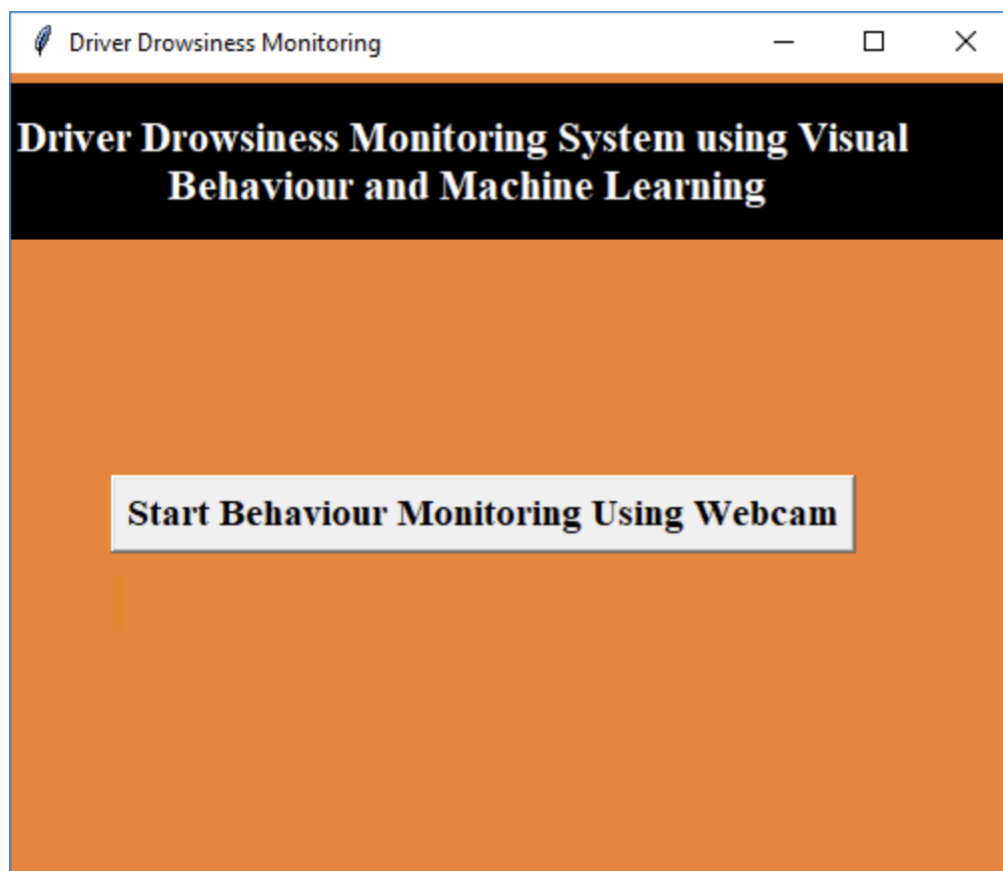 Driver Drowsiness Monitoring
Driver Drowsiness Monitoring System using Visual
Behaviour and Machine Learning
Start Behaviour Monitoring Using Webcam